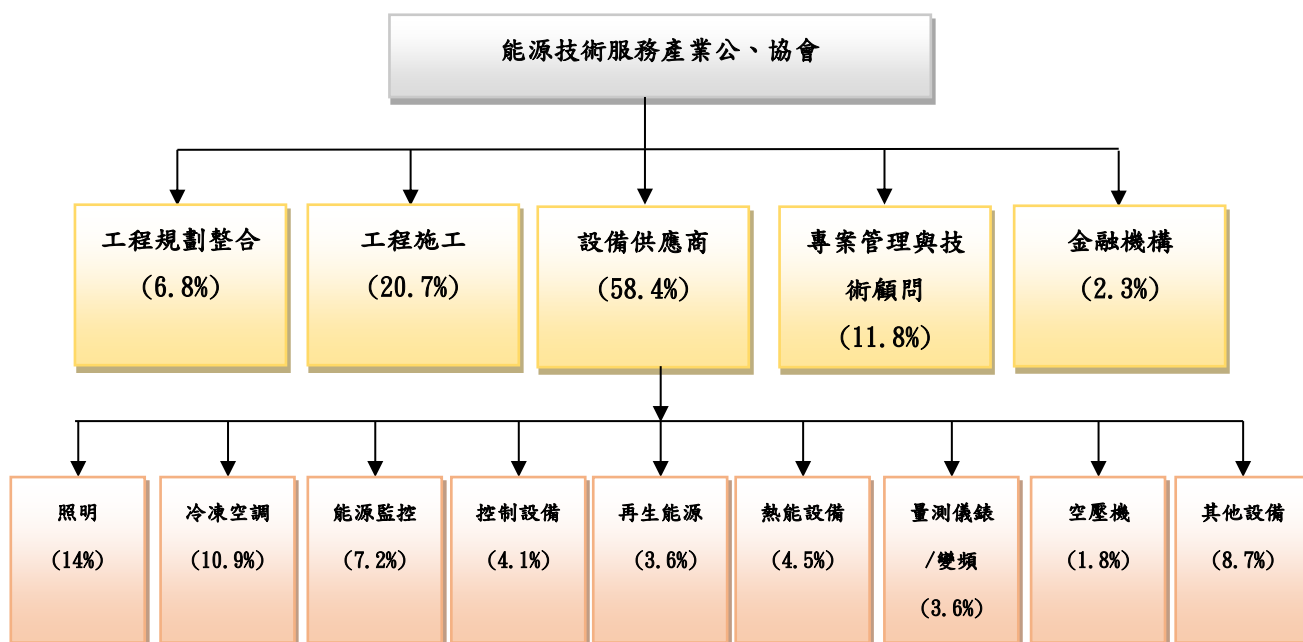 能源技術服務產業公、協會
工程規劃整合
(6.8%)
工程施工
(20.7%)
設備供應商
(58.4%)
專案管理與技
術顧問
(11.8%)
金融機構
(2.3%)
照明
(14%)
冷凍空調
(10.9%)
能源監控
(7.2%)
控制設備
(4.1%)
再生能源
(3.6%)
熱能設備
(4.5%)
量測儀錶
/變頻
(3.6%)
空壓機
(1.8%)
其他設備
(8.7%)